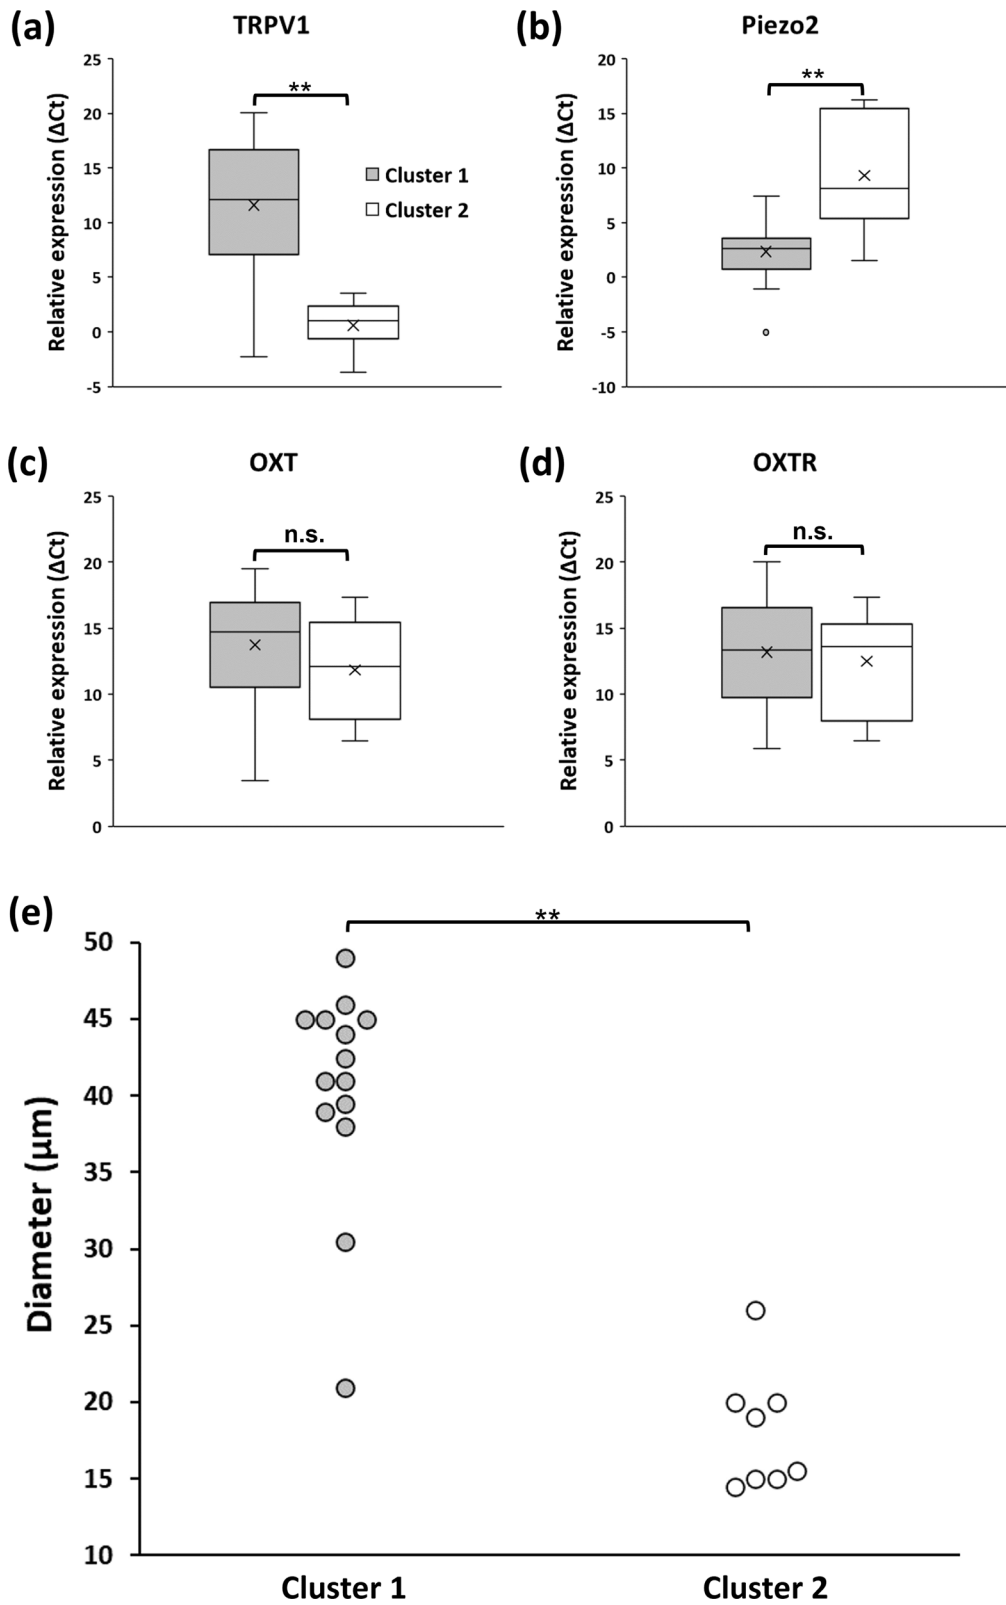 (a)
TRPV1
Relative expression (ΔCt)
25
20
15
10
5
0
-5
**
Cluster 1
Cluster 2
(b)
Piezo2
Relative expression (ΔCt)
20
15
10
5
0
-5
-10
**
(c)
OXT
Relative expression (ΔCt)
25
20
15
10
5
0
n.s.
(d)
OXTR
Relative expression (ΔCt)
25
20
15
10
5
0
n.s.
(e)
**
Diameter (μm)
50
45
40
35
30
25
20
15
10
Cluster 1
Cluster 2